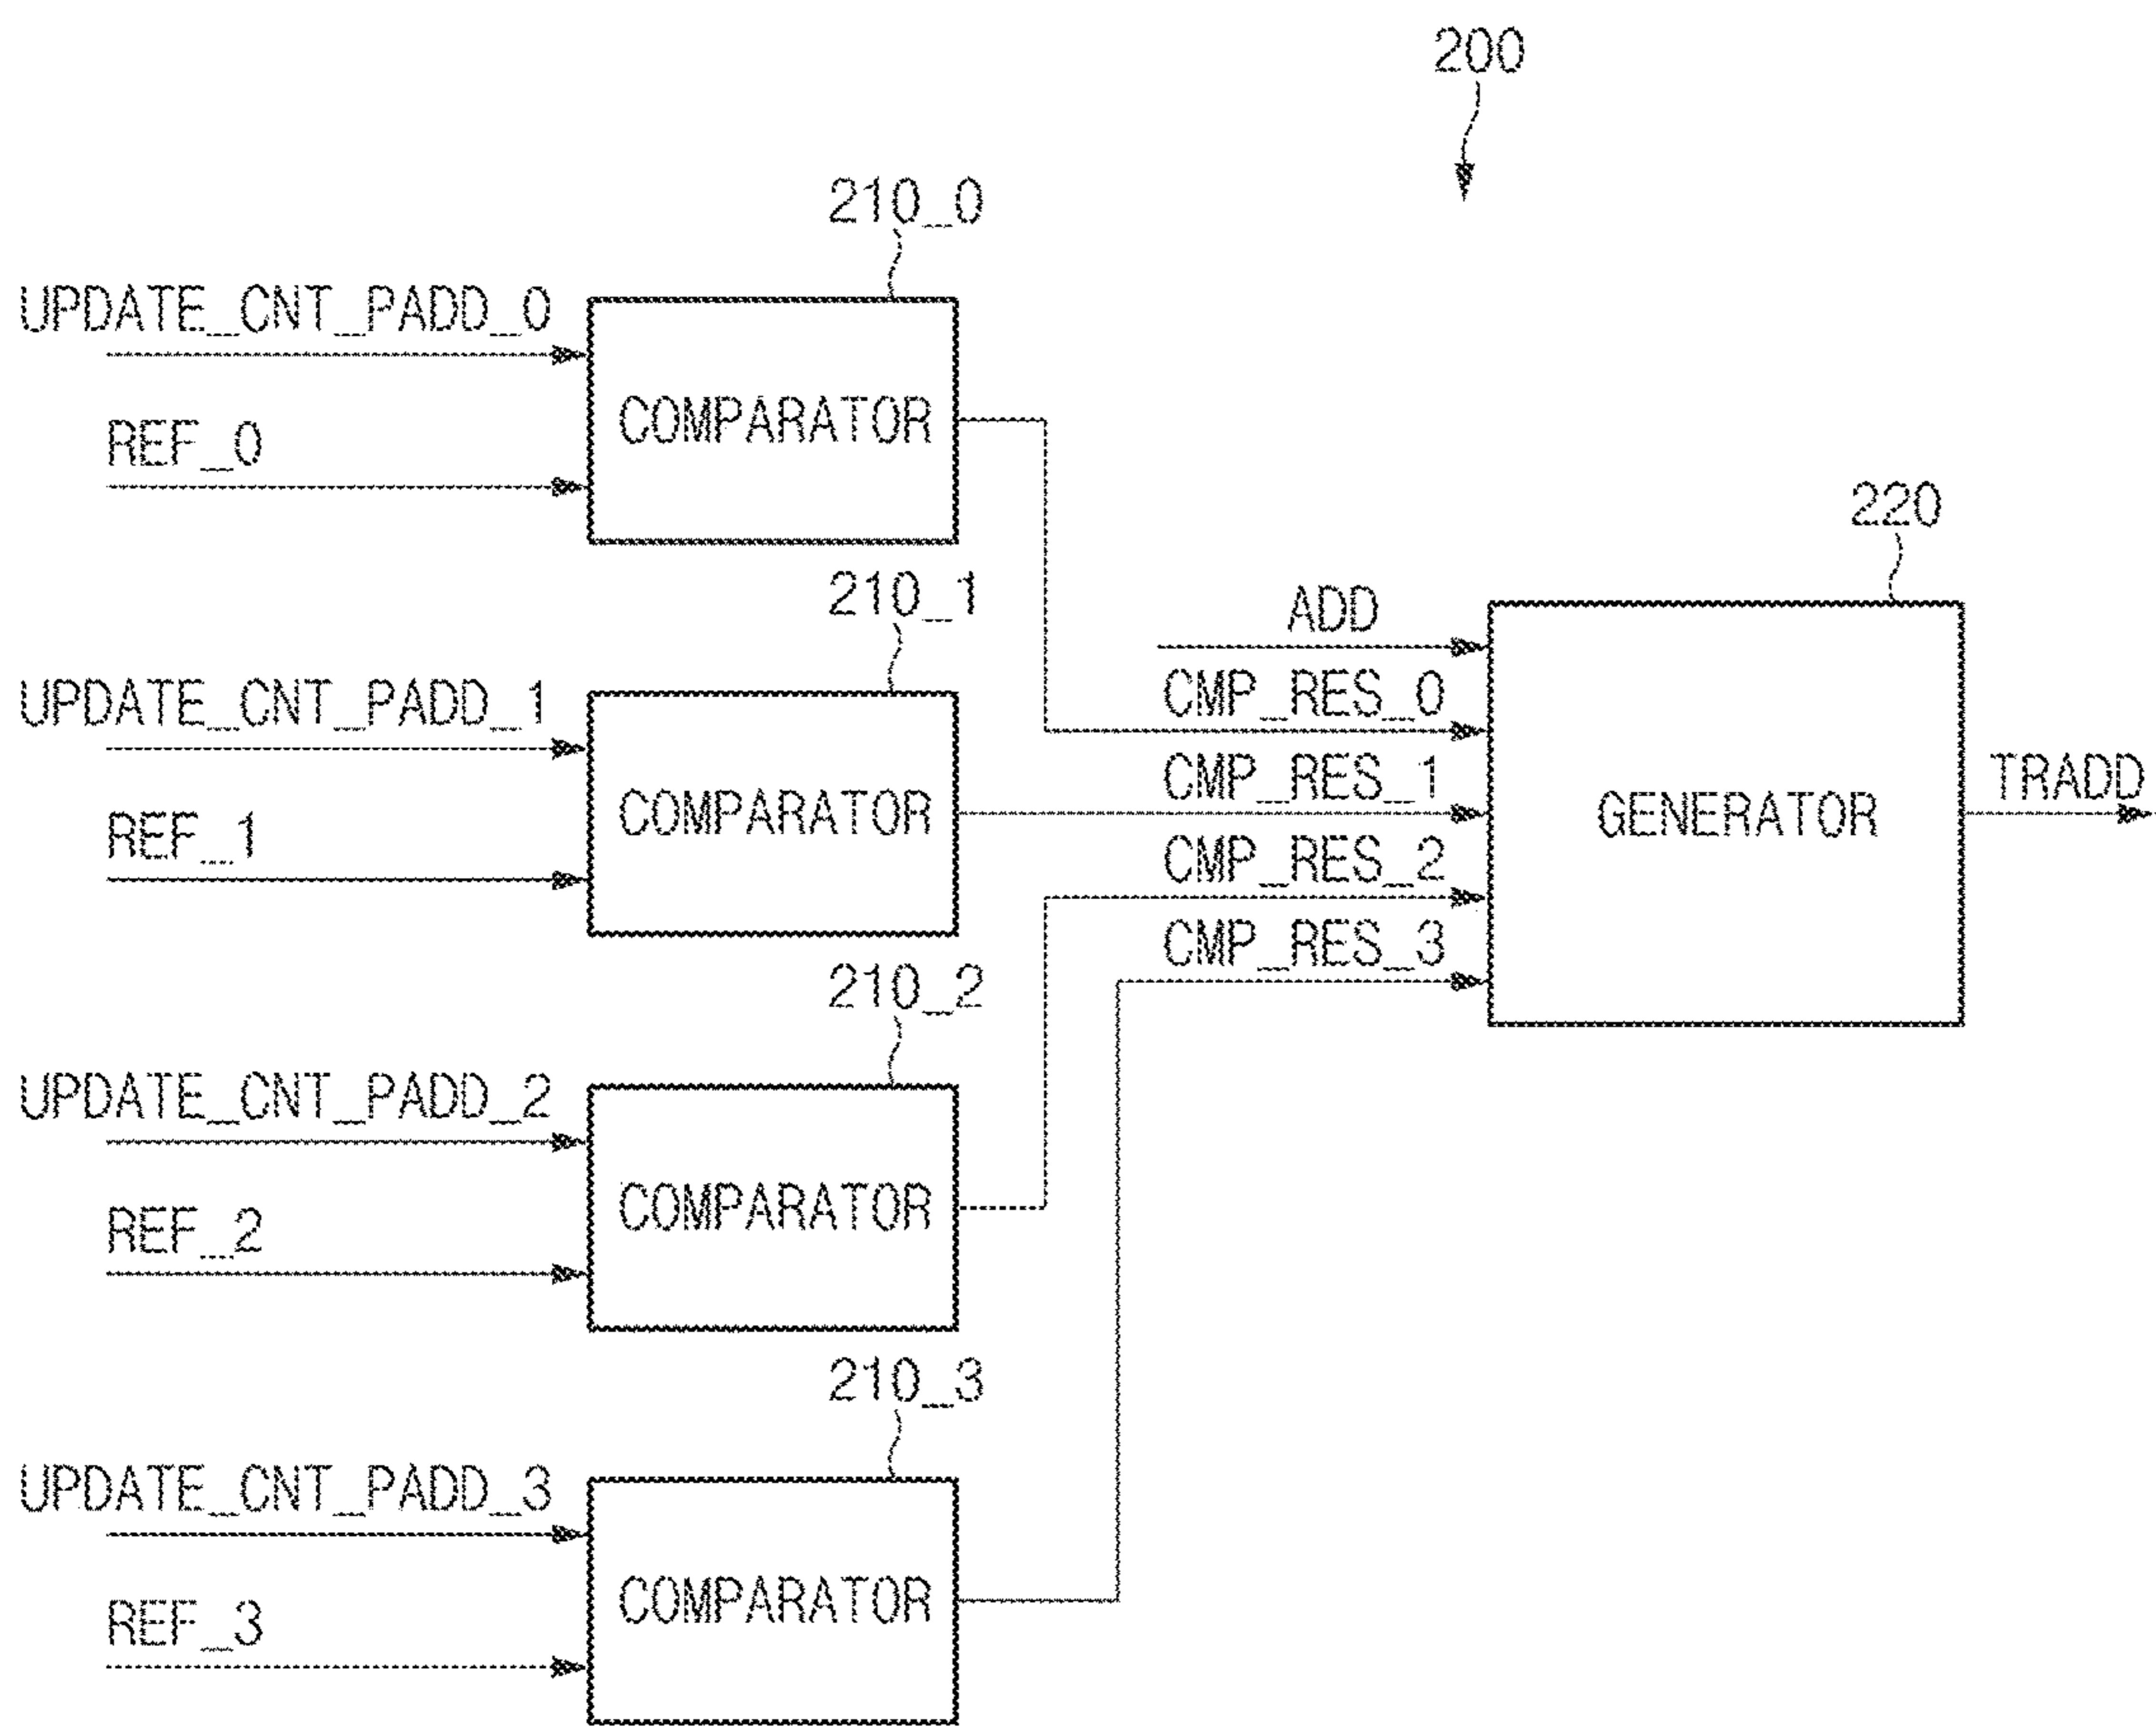 200
210_0
UPDATE_CNT_PADD_0
COMPARATOR
REF_0
210_1
UPDATE_CNT_PADD_1
COMPARATOR
REF_1
210_2
UPDATE_CNT_PADD_2
COMPARATOR
REF_2
210_3
UPDATE_CNT_PADD_3
COMPARATOR
REF_3
220
ADD
CMP_RES_0
CMP_RES_1
CMP_RES_2
CMP_RES_3
GENERATOR
TRADD